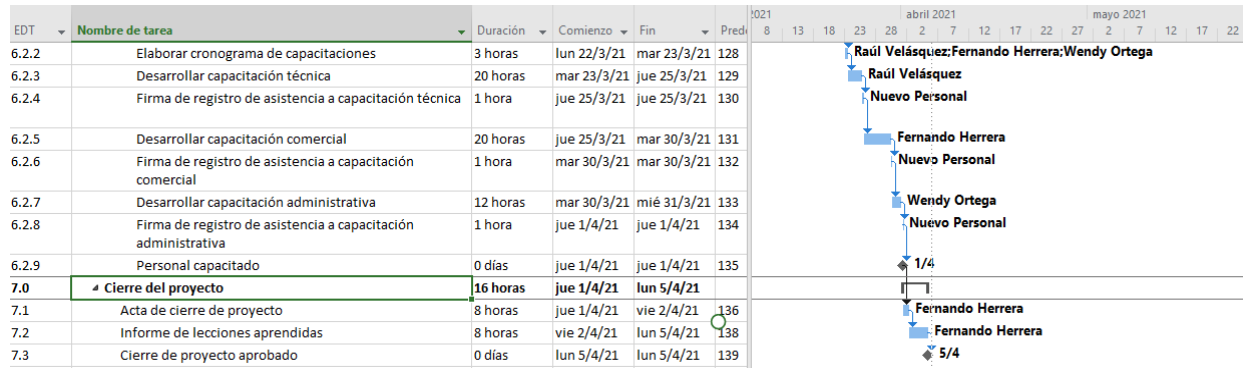 2021 abril 2021 mayo 2021
EDT Nombre de tarea Duración Comienzo Fin Pred 8 13 18 23 28 2 7 12 17 22 27 2 7 12 17 22
6.2.2 Elaborar cronograma de capacitaciones 3 horas lun 22/3/21 mar 23/3/21 128 Raúl Velásquez;Fernando Herrera;Wendy Ortega
6.2.3 Desarrollar capacitación técnica 20 horas mar 23/3/21 jue 25/3/21 129 Raúl Velásquez
6.2.4 Firma de registro de asistencia a capacitación técnica 1 hora jue 25/3/21 jue 25/3/21 130 Nuevo Personal
6.2.5 Desarrollar capacitación comercial 20 horas jue 25/3/21 mar 30/3/21 131 Fernando Herrera
6.2.6 Firma de registro de asistencia a capacitación 1 hora mar 30/3/21 mar 30/3/21 132 Nuevo Personal
comercial
6.2.7 Desarrollar capacitación administrativa 12 horas mar 30/3/21 mié 31/3/21 133 Wendy Ortega
6.2.8 Firma de registro de asistencia a capacitación 1 hora jue 1/4/21 jue 1/4/21 134 Nuevo Personal
administrativa
6.2.9 Personal capacitado 0 días jue 1/4/21 jue 1/4/21 135 1/4
7.0 Cierre del proyecto 16 horas jue 1/4/21 lun 5/4/21
7.1 Acta de cierre de proyecto 8 horas jue 1/4/21 vie 2/4/21 136 Fernando Herrera
7.2 Informe de lecciones aprendidas 8 horas vie 2/4/21 lun 5/4/21 138 Fernando Herrera
7.3 Cierre de proyecto aprobado 0 días lun 5/4/21 lun 5/4/21 139 5/4